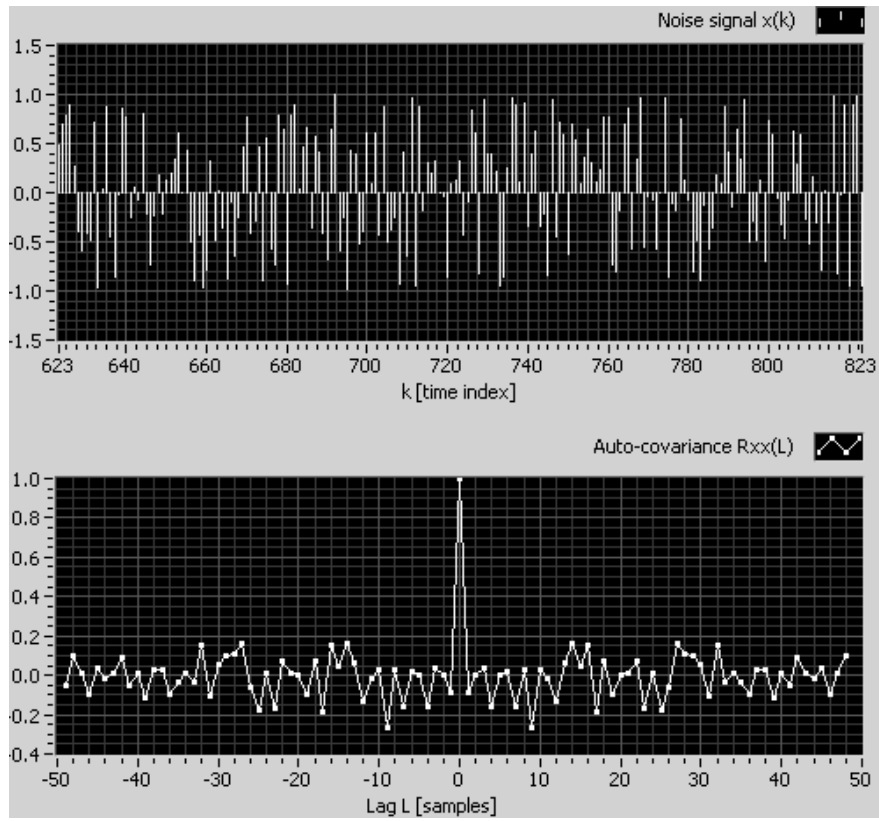 Noise signal x(k)
1.5
1.0
0.5
0.0
-0.5
-1.0
-1.5
623 640 660 680 700 720 740 760 780 800 823
k [time index]
Auto-covariance Rxx(L)
1.0
0.8
0.6
0.4
0.2
0.0
-0.2
-0.4
-50 -40 -30 -20 -10 0 10 20 30 40 50
Lag L [samples]